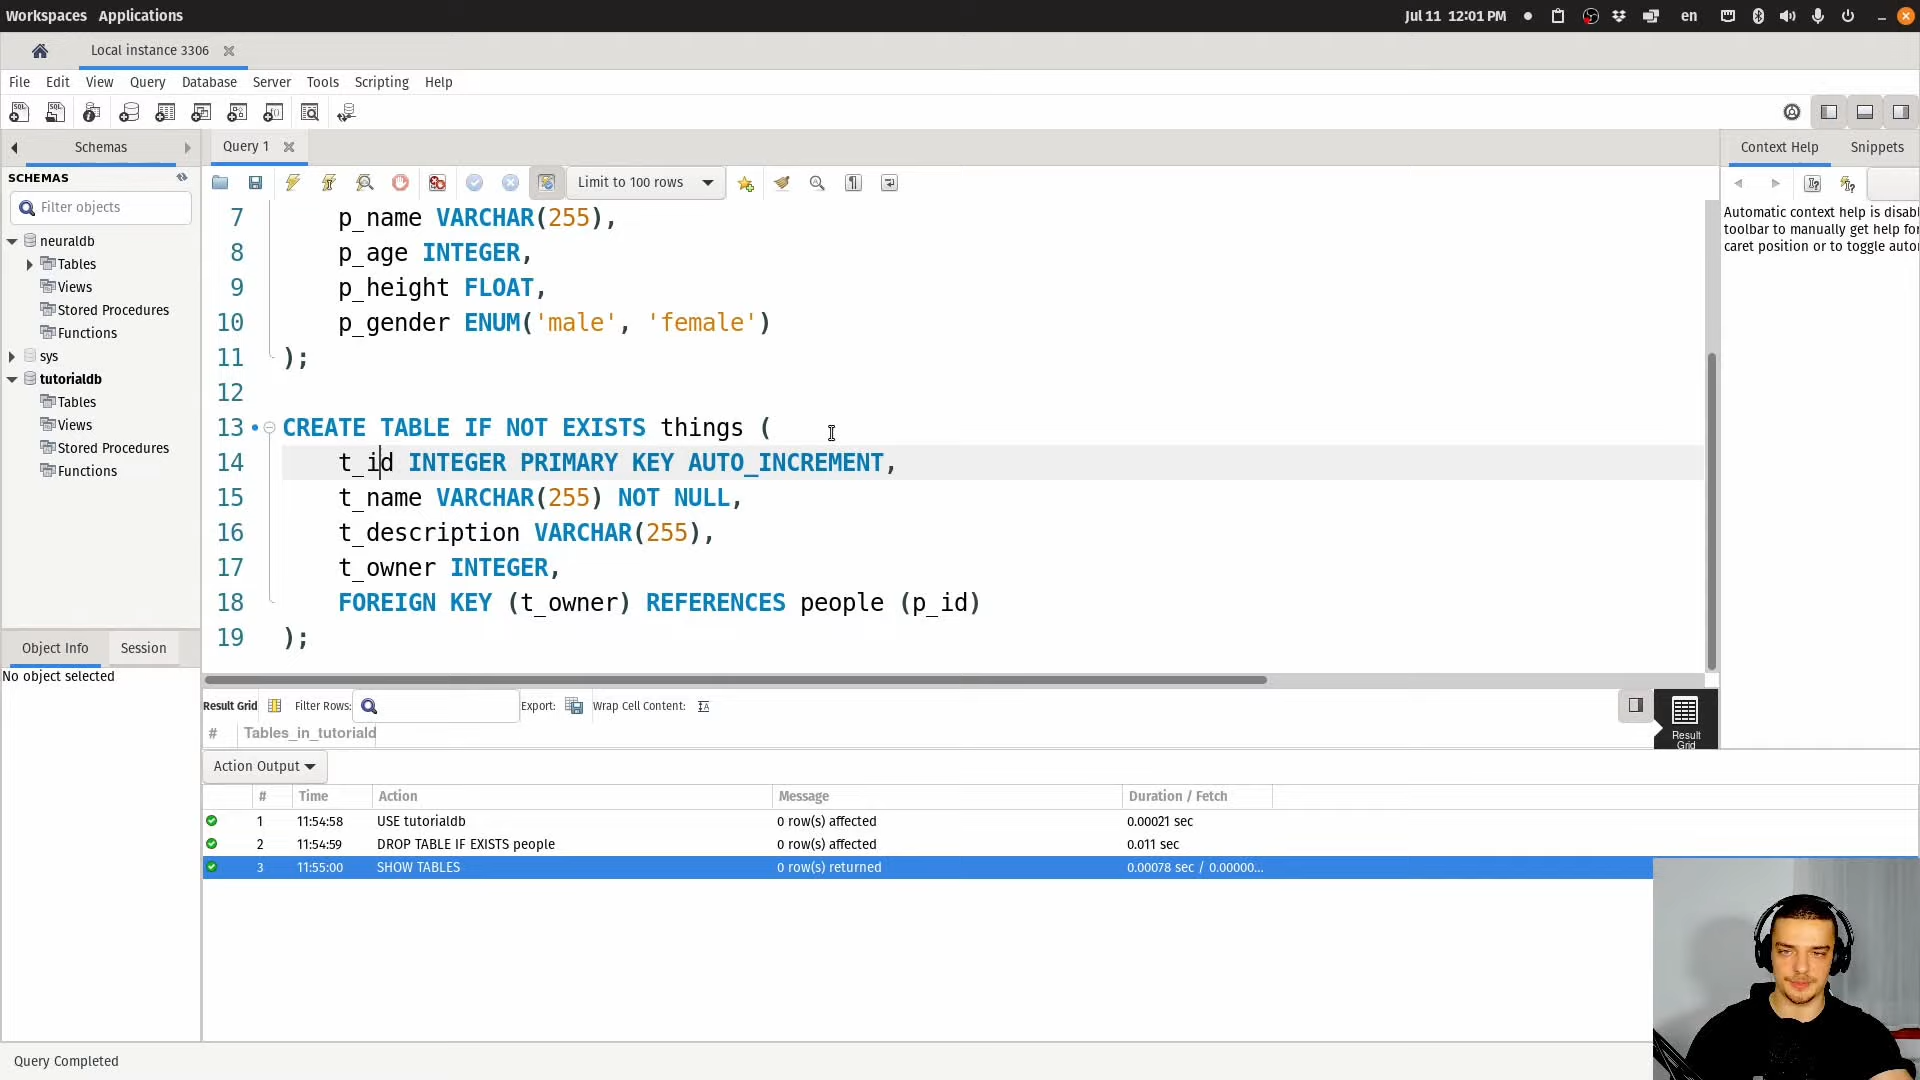 Workspaces Applications
Jul 11 12:01 PM
en
Local instance 3306
File Edit View Query Database Server Tools Scripting Help
Schemas
Query 1
Context Help Snippets
SCHEMAS
Filter objects
Limit to 100 rows
Automatic context help is disabl
toolbar to manually get help for
caret position or to toggle auto
neuraldb
Tables
Views
Stored Procedures
Functions
sys
tutorialdb
Tables
Views
Stored Procedures
Functions
7 p_name VARCHAR(255),
8 p_age INTEGER,
9 p_height FLOAT,
10 p_gender ENUM('male', 'female')
11 );
12
13 CREATE TABLE IF NOT EXISTS things (
14 t_id INTEGER PRIMARY KEY AUTO_INCREMENT,
15 t_name VARCHAR(255) NOT NULL,
16 t_description VARCHAR(255),
17 t_owner INTEGER,
18 FOREIGN KEY (t_owner) REFERENCES people (p_id)
19 );
Object Info Session
No object selected
Result Grid Filter Rows: Export: Wrap Cell Content:
# Tables_in_tutoriald
Result
Grid
Action Output
# Time Action Message Duration / Fetch
1 11:54:58 USE tutorialdb 0 row(s) affected 0.00021 sec
2 11:54:59 DROP TABLE IF EXISTS people 0 row(s) affected 0.011 sec
3 11:55:00 SHOW TABLES 0 row(s) returned 0.00078 sec / 0.00000...
Query Completed